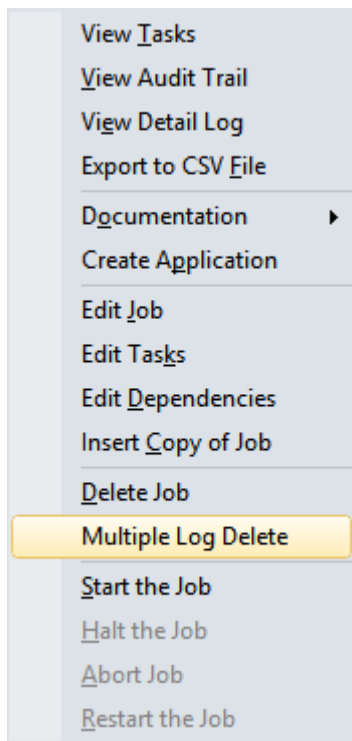 View Tasks
View Audit Trail
View Detail Log
Export to CSV File
Documentation
Create Application
Edit Job
Edit Tasks
Edit Dependencies
Insert Copy of Job
Delete Job
Multiple Log Delete
Start the Job
Halt the Job
Abort Job
Restart the Job